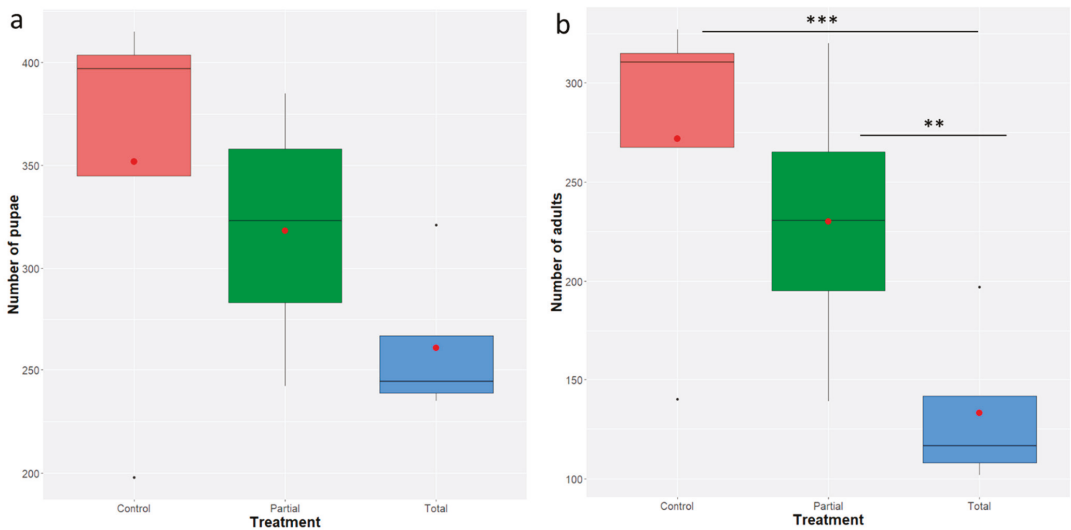 a
Number of pupae
400
350
300
250
200
Control
Partial
Total
Treatment
b
***
**
Number of adults
300
250
200
150
100
Control
Partial
Total
Treatment